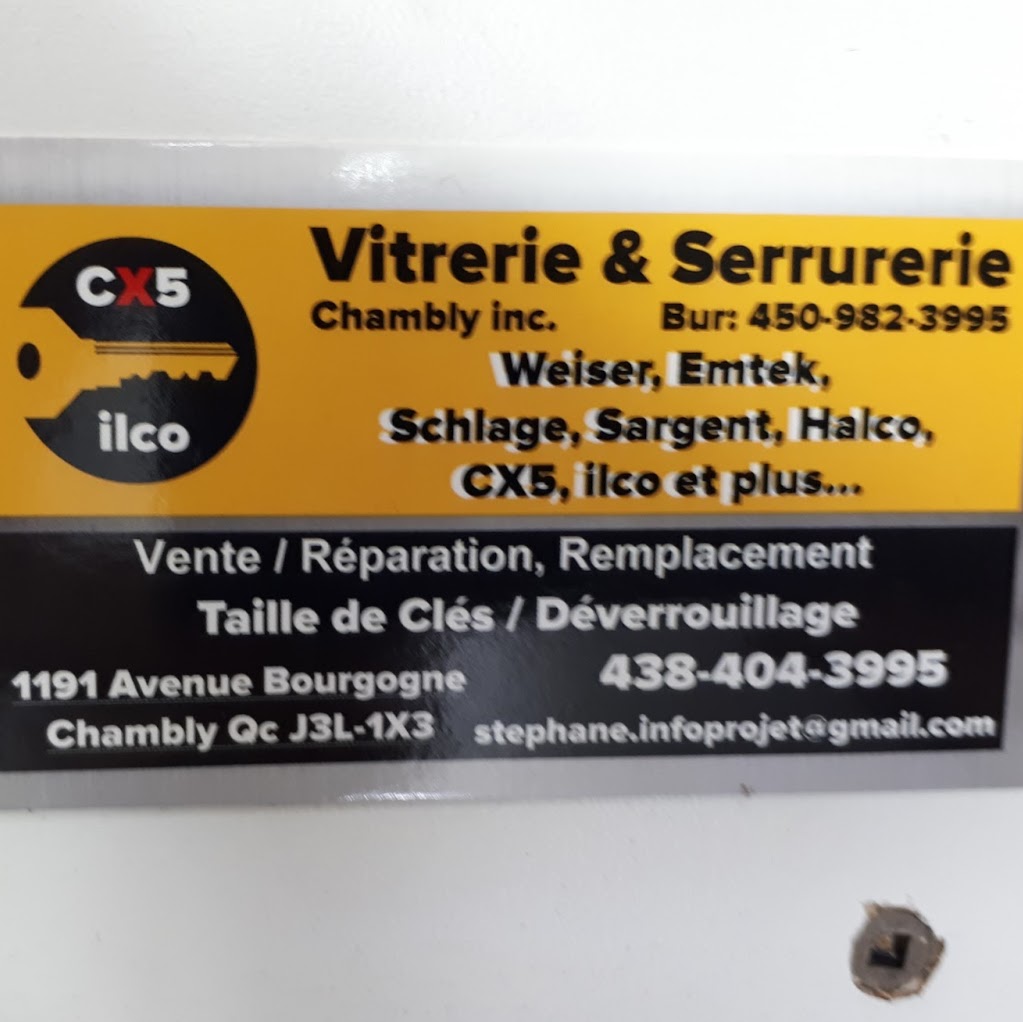 CX5
ilco
Vitrerie & Serrurerie
Chambly inc. Bur: 450-982-3995
Weiser, Emtek,
Schlage, Sargent, Halco,
CX5, ilco et plus...
Vente / Réparation, Remplacement
Taille de Clés / Déverrouillage
438-404-3995
1191 Avenue Bourgogne
Chambly Qc J3L-1X3
stephane.infoprojet@gmail.com